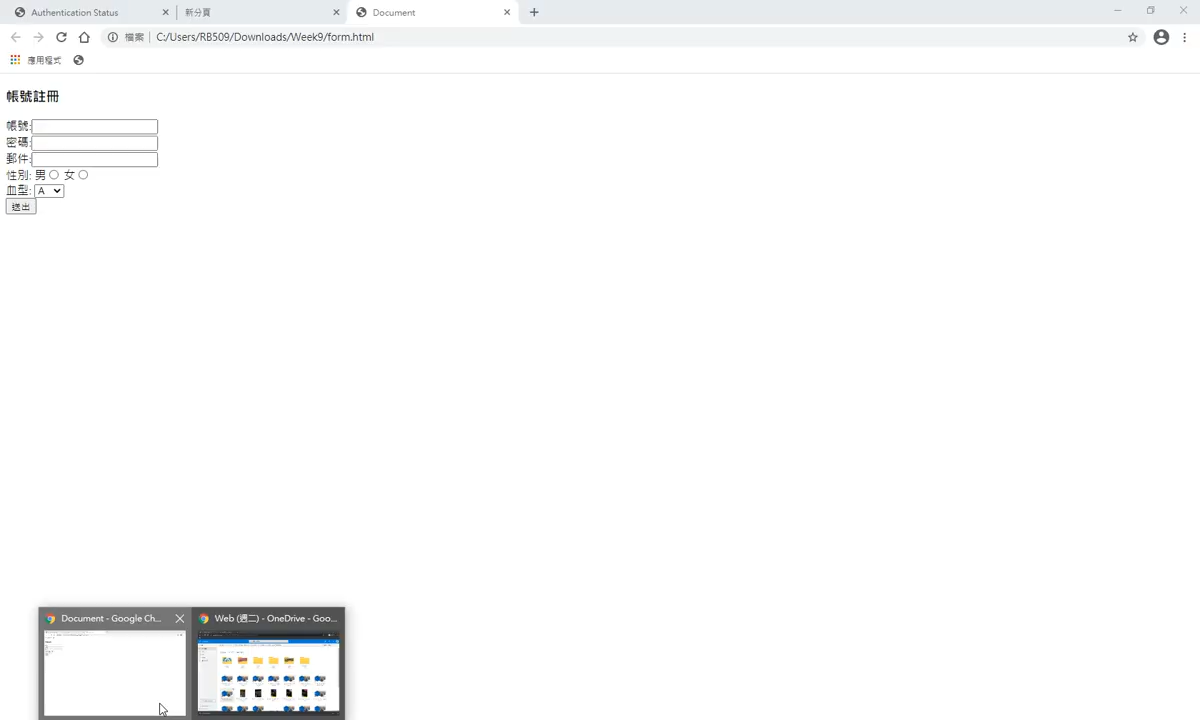 Authentication Status
新分頁
Document
檔案 C:/Users/RB509/Downloads/Week9/form.html
應用程式
帳號註冊
帳號:
密碼:
郵件:
性別: 男 女
血型: A
送出
Document - Google Ch...
Web (週二) - OneDrive - Goo...